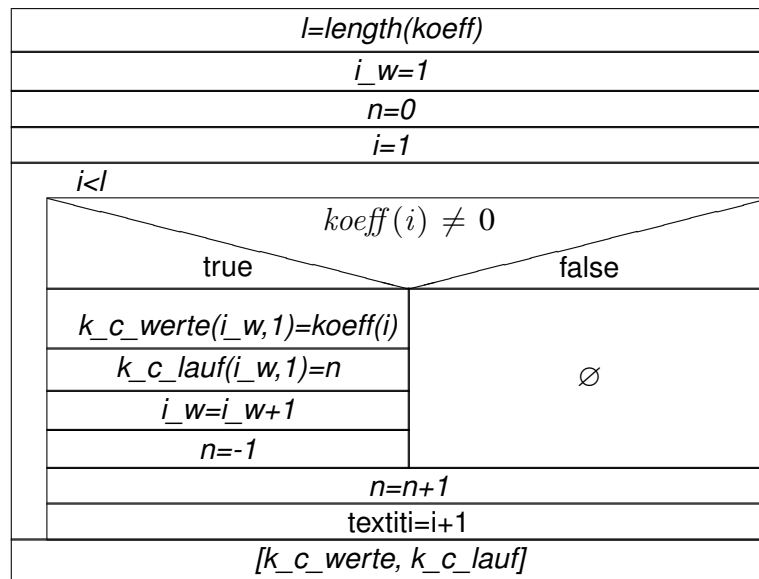 l=length(koeff)
i_w=1
n=0
i=1
i<l
koeff(i) ≠ 0
true false
k_c_werte(i_w,1)=koeff(i)
k_c_lauf(i_w,1)=n
∅
i_w=i_w+1
n=-1
n=n+1
textiti=i+1
[k_c_werte, k_c_lauf]